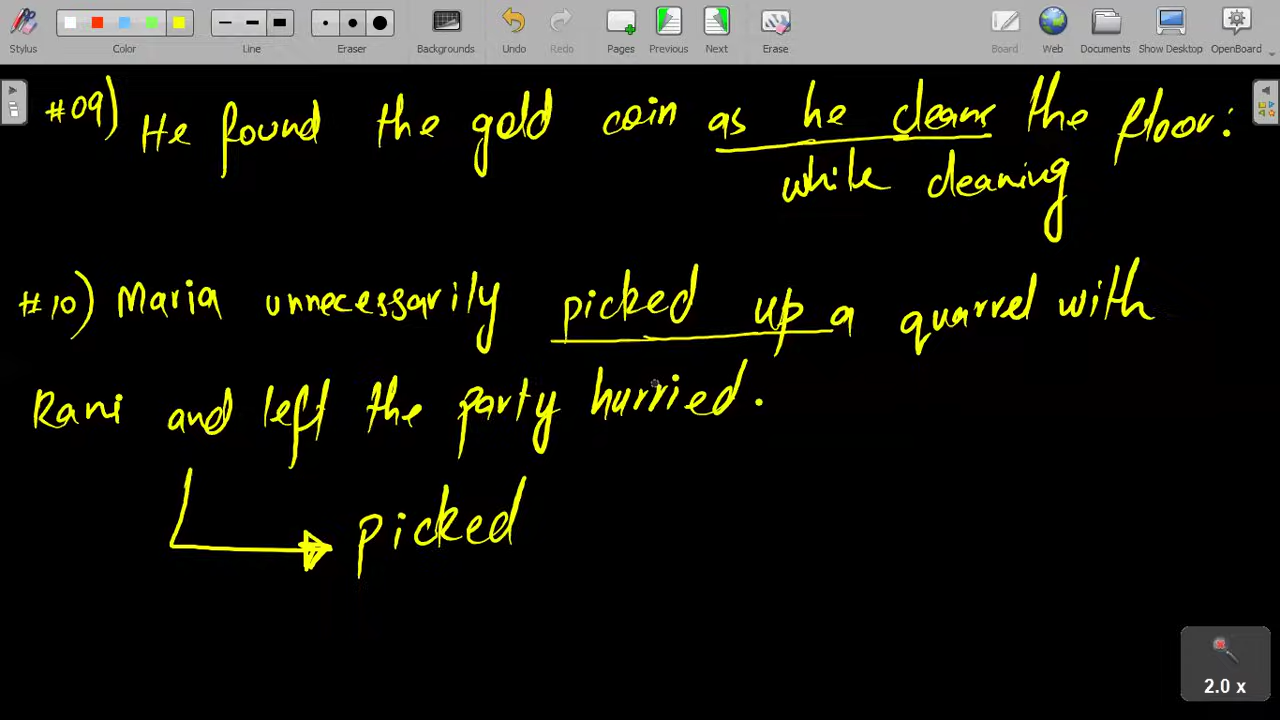 Stylus
Color
Line
Eraser
Backgrounds
Undo
Redo
Pages
Previous
Next
Erase
Board
Web
Documents
Show Desktop
OpenBoard
#09) He found the gold coin as he cleans the floor:
while cleaning
#10) Maria unnecessarily picked up a quarrel with
Rani and left the party hurried.
picked
2.0 x